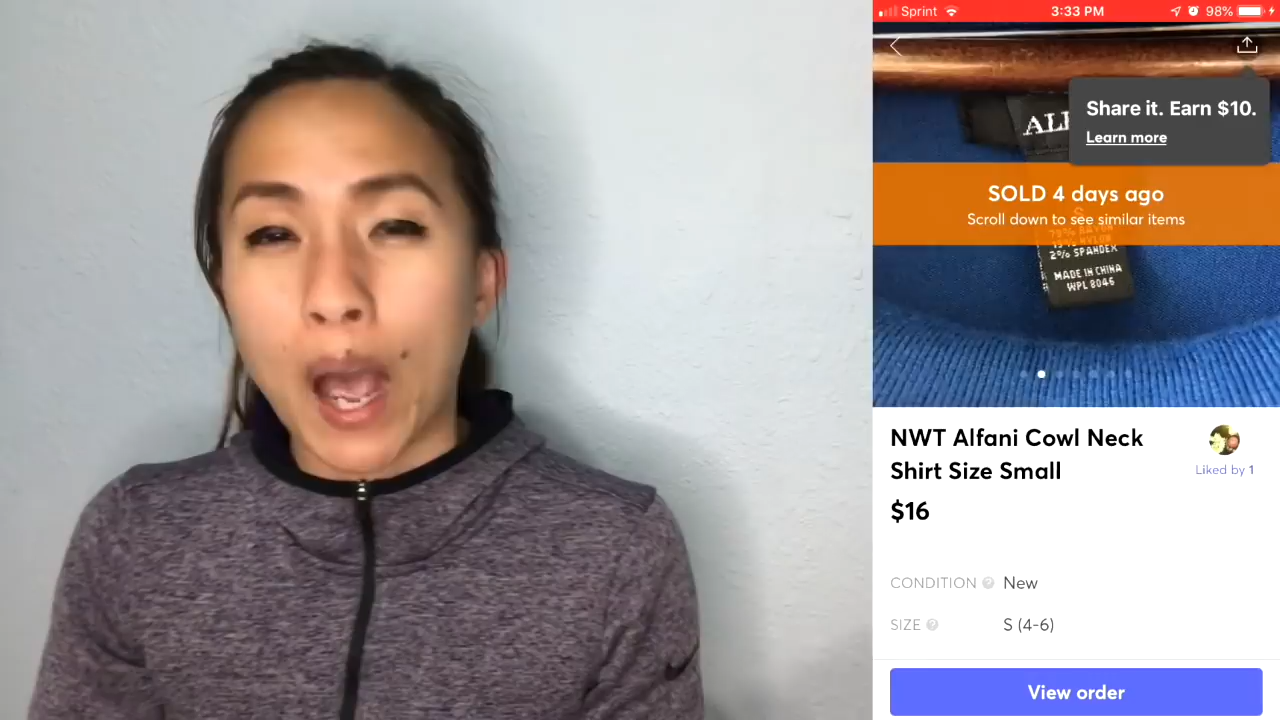 Sprint
3:33 PM
98%
Share it. Earn $10.
Learn more
SOLD 4 days ago
Scroll down to see similar items
2% SPANDEX
MADE IN CHINA
WPL 8046
NWT Alfani Cowl Neck
Shirt Size Small
Liked by 1
$16
CONDITION ? New
SIZE ? S (4-6)
View order